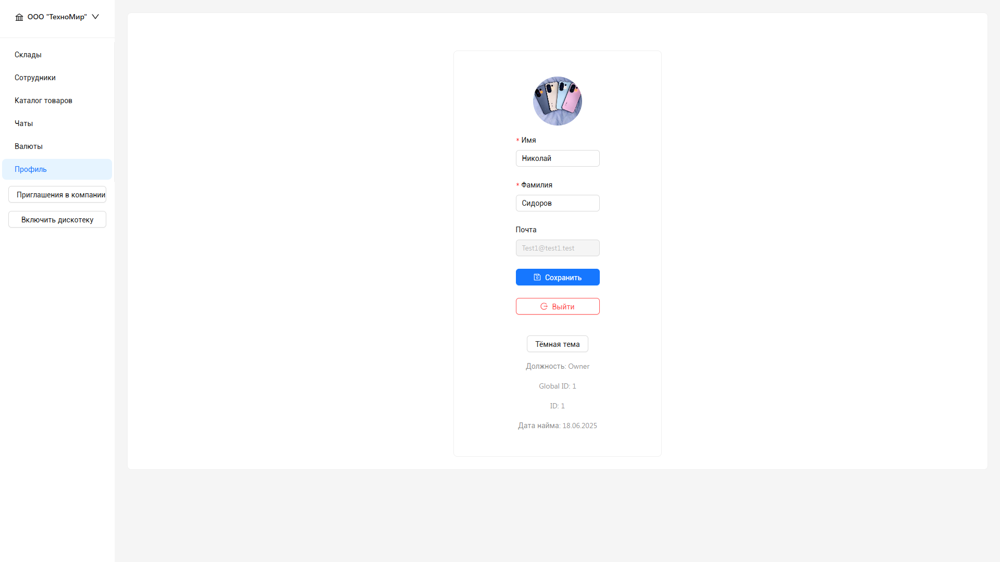 ООО "ТехноМир"
Склады
Сотрудники
Каталог товаров
Чаты
Валюты
Профиль
Приглашения в компании
Включить дискотеку
* Имя
Николай
* Фамилия
Сидоров
Почта
Test1@test1.test
Сохранить
Выйти
Тёмная тема
Должность: Owner
Global ID: 1
ID: 1
Дата найма: 18.06.2025